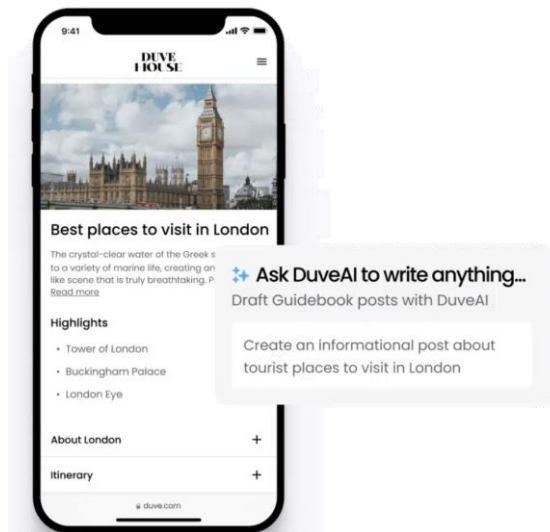 9:41
DUVE
HOUSE
Best places to visit in London
The crystal-clear water of the Greek s
to a variety of marine life, creating an
like scene that is truly breathtaking. P
Read more
Highlights
• Tower of London
• Buckingham Palace
• London Eye
About London +
Itinerary +
duve.com
Ask DuveAI to write anything...
Draft Guidebook posts with DuveAI
Create an informational post about
tourist places to visit in London